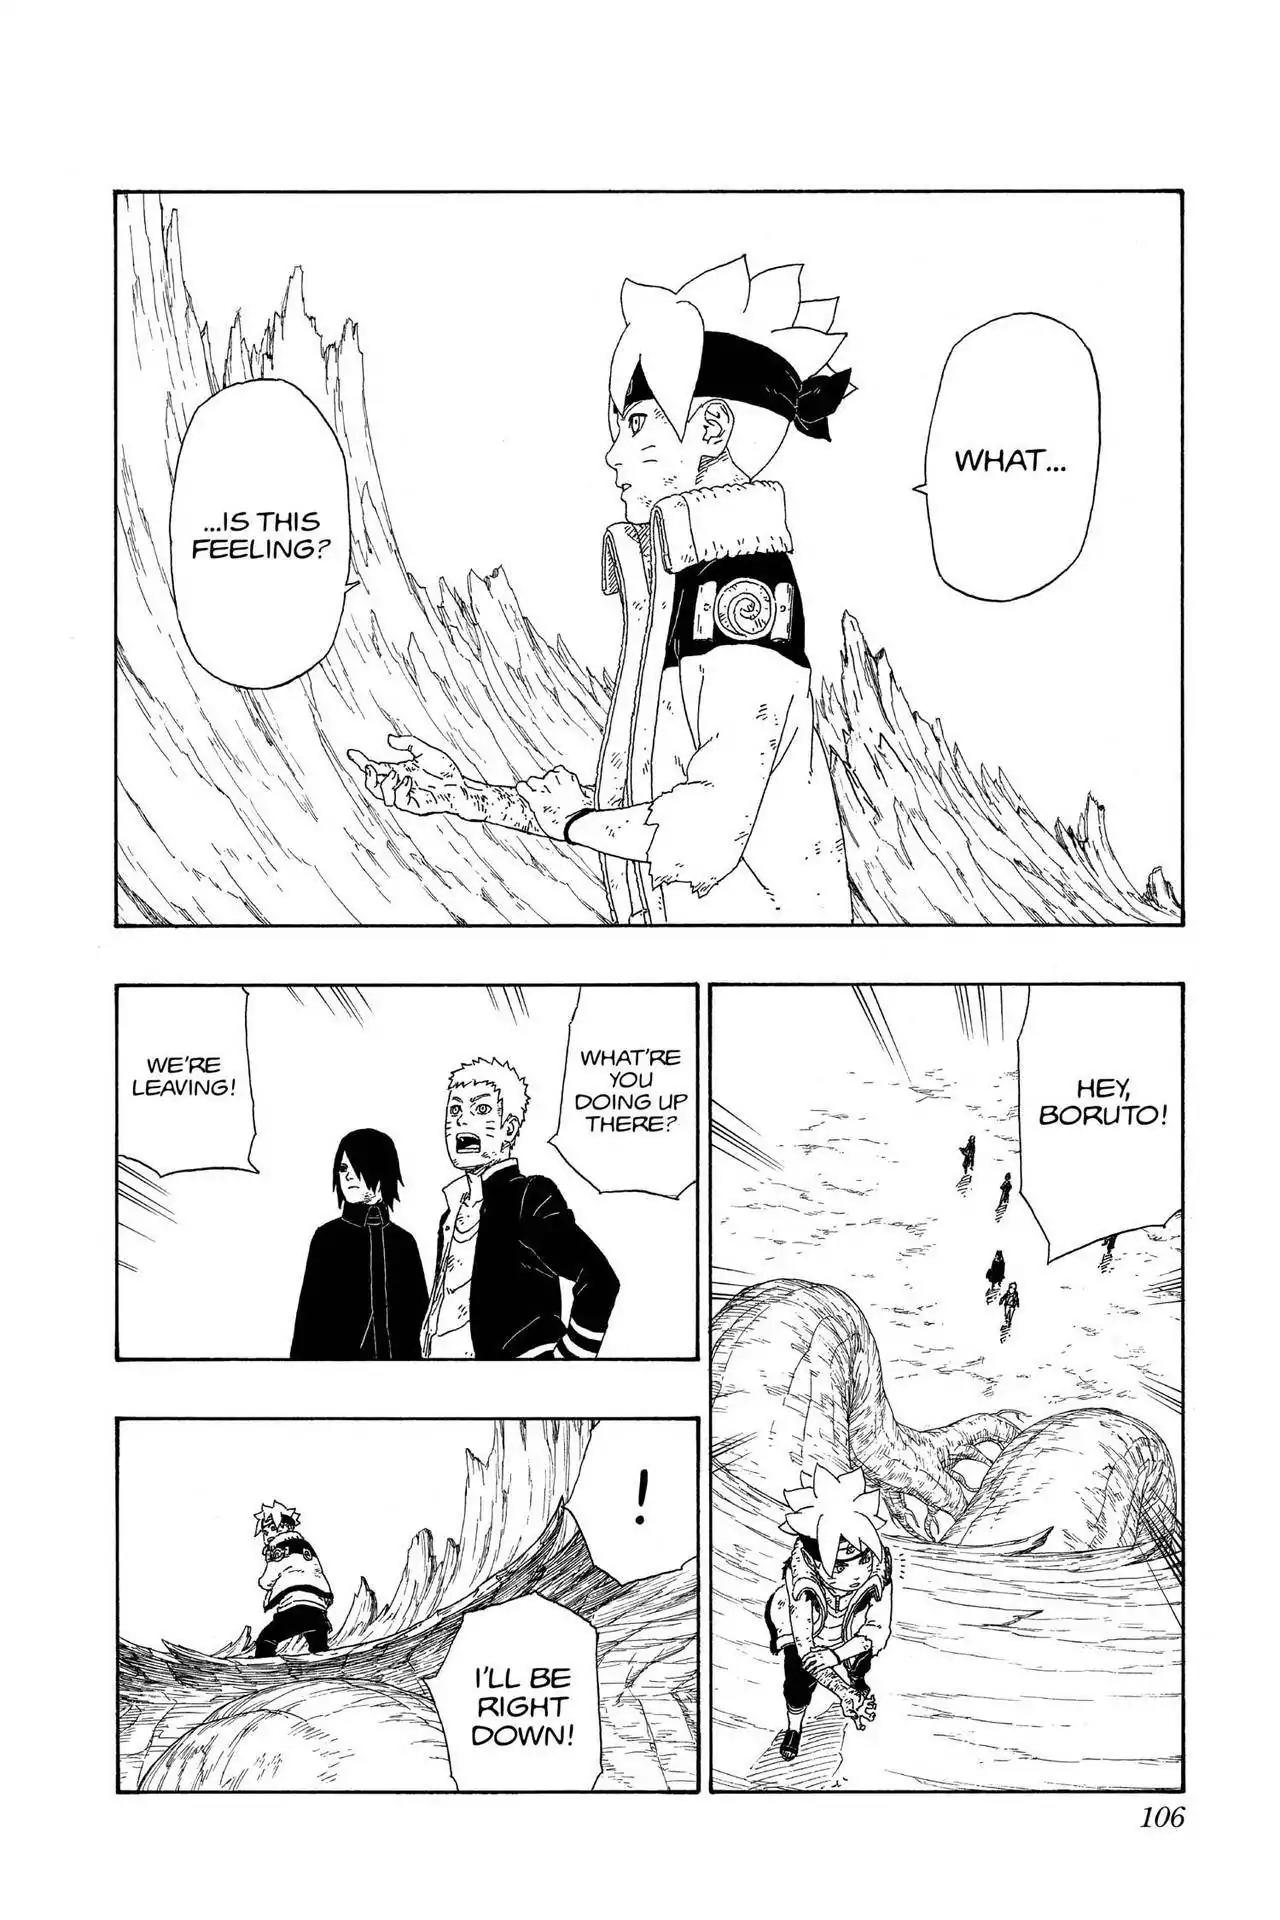 WHAT...
...IS THIS
FEELING?
HEY,
BORUTO!
WHAT'RE
YOU
DOING UP
THERE?
WE'RE
LEAVING!
!
I'LL BE
RIGHT
DOWN!
106